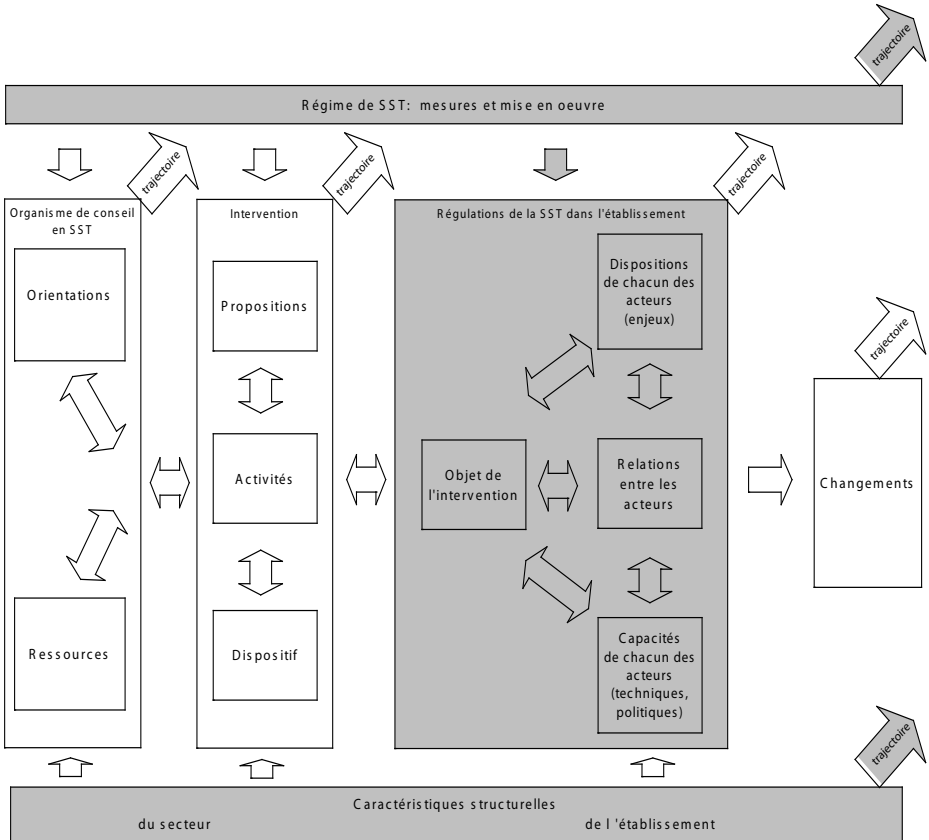 trajectoire
Régime de SST: mesures et mise en oeuvre
trajectoire
trajectoire
trajectoire
Organisme de conseil
en SST
Orientations
Ressources
Intervention
Propositions
Activités
Dispositif
Régulations de la SST dans l'établissement
Dispositions
de chacun des
acteurs
(enjeux)
Objet de
l'intervention
Relations
entre les
acteurs
Capacités
de chacun des
acteurs
(techniques,
politiques)
trajectoire
Changements
trajectoire
Caractéristiques structurelles
du secteur de l'établissement